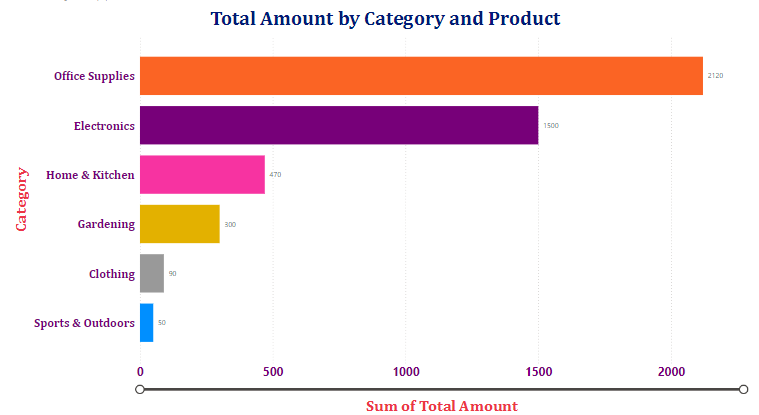 Total Amount by Category and Product
Category
Office Supplies 2120
Electronics 1500
Home & Kitchen 470
Gardening 300
Clothing 90
Sports & Outdoors 50
0 500 1000 1500 2000
Sum of Total Amount